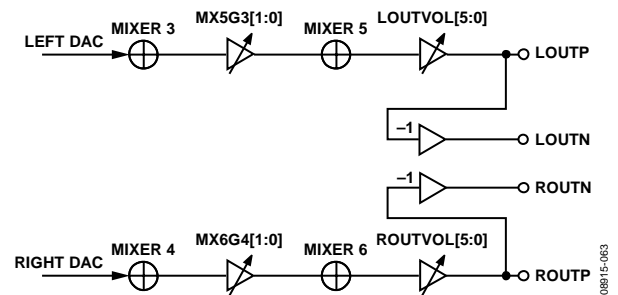 MIXER 3 MX5G3[1:0] MIXER 5 LOUTVOL[5:0]
LEFT DAC
LOUTP
–1
LOUTN
–1
ROUTN
MIXER 4 MX6G4[1:0] MIXER 6 ROUTVOL[5:0]
RIGHT DAC
ROUTP
08915-063